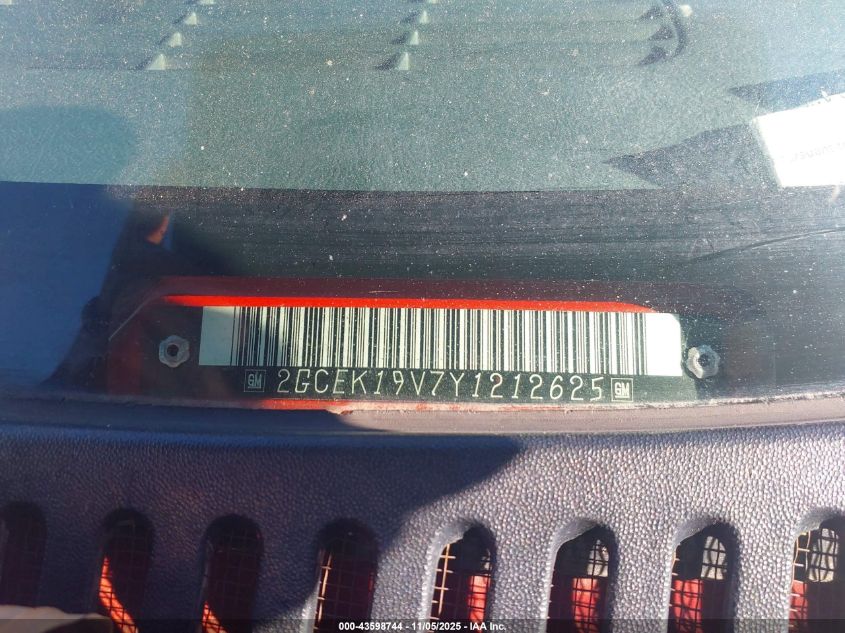 GM 2GCEK19V7Y1212625 GM
000-43598744 - 11/05/2025 - IAA Inc.